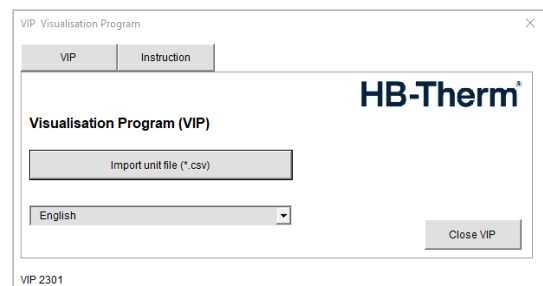 VIP Visualisation Program
VIP
Instruction
HB-Therm®
Visualisation Program (VIP)
Import unit file (*.csv)
English
Close VIP
VIP 2301